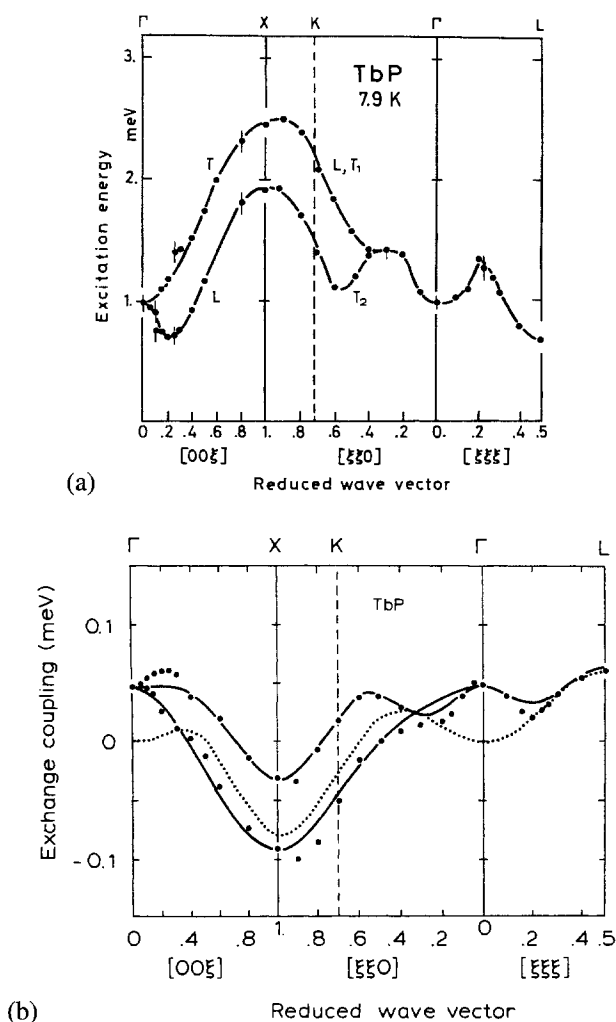 Γ X K Γ L
3.
TbP
7.9 K
meV
T
L, T1
2.
Excitation energy
L
T2
1.
0 .2 .4 .6 .8 1. .8 .6 .4 .2 0. .2 .4 .5
[00ξ] [ξξ0] [ξξξ]
(a) Reduced wave vector
Γ X K Γ L
0.1
TbP
Exchange coupling (meV)
0
-0.1
0 .4 .8 1. .8 .6 .4 .2 0 .2 .4 .5
[00ξ] [ξξ0] [ξξξ]
(b) Reduced wave vector